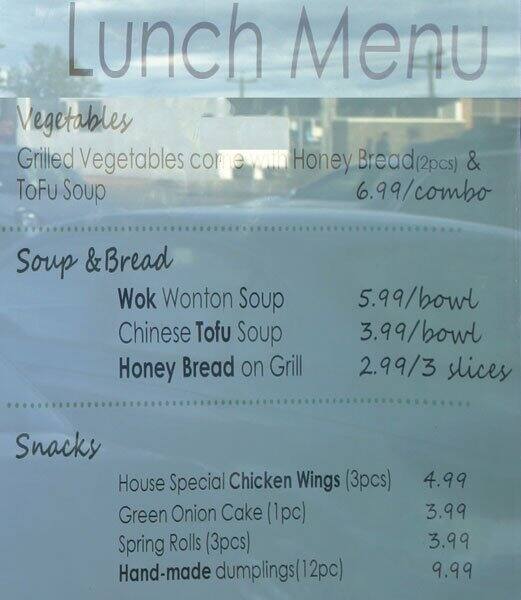 Lunch Menu
Vegetables
Grilled Vegetables come with Honey Bread(2pcs) &
ToFu Soup 6.99/combo
Soup & Bread
Wok Wonton Soup 5.99/bowl
Chinese Tofu Soup 3.99/bowl
Honey Bread on Grill 2.99/3 slices
Snacks
House Special Chicken Wings (3pcs) 4.99
Green Onion Cake (1pc) 3.99
Spring Rolls (3pcs) 3.99
Hand-made dumplings(12pc) 9.99